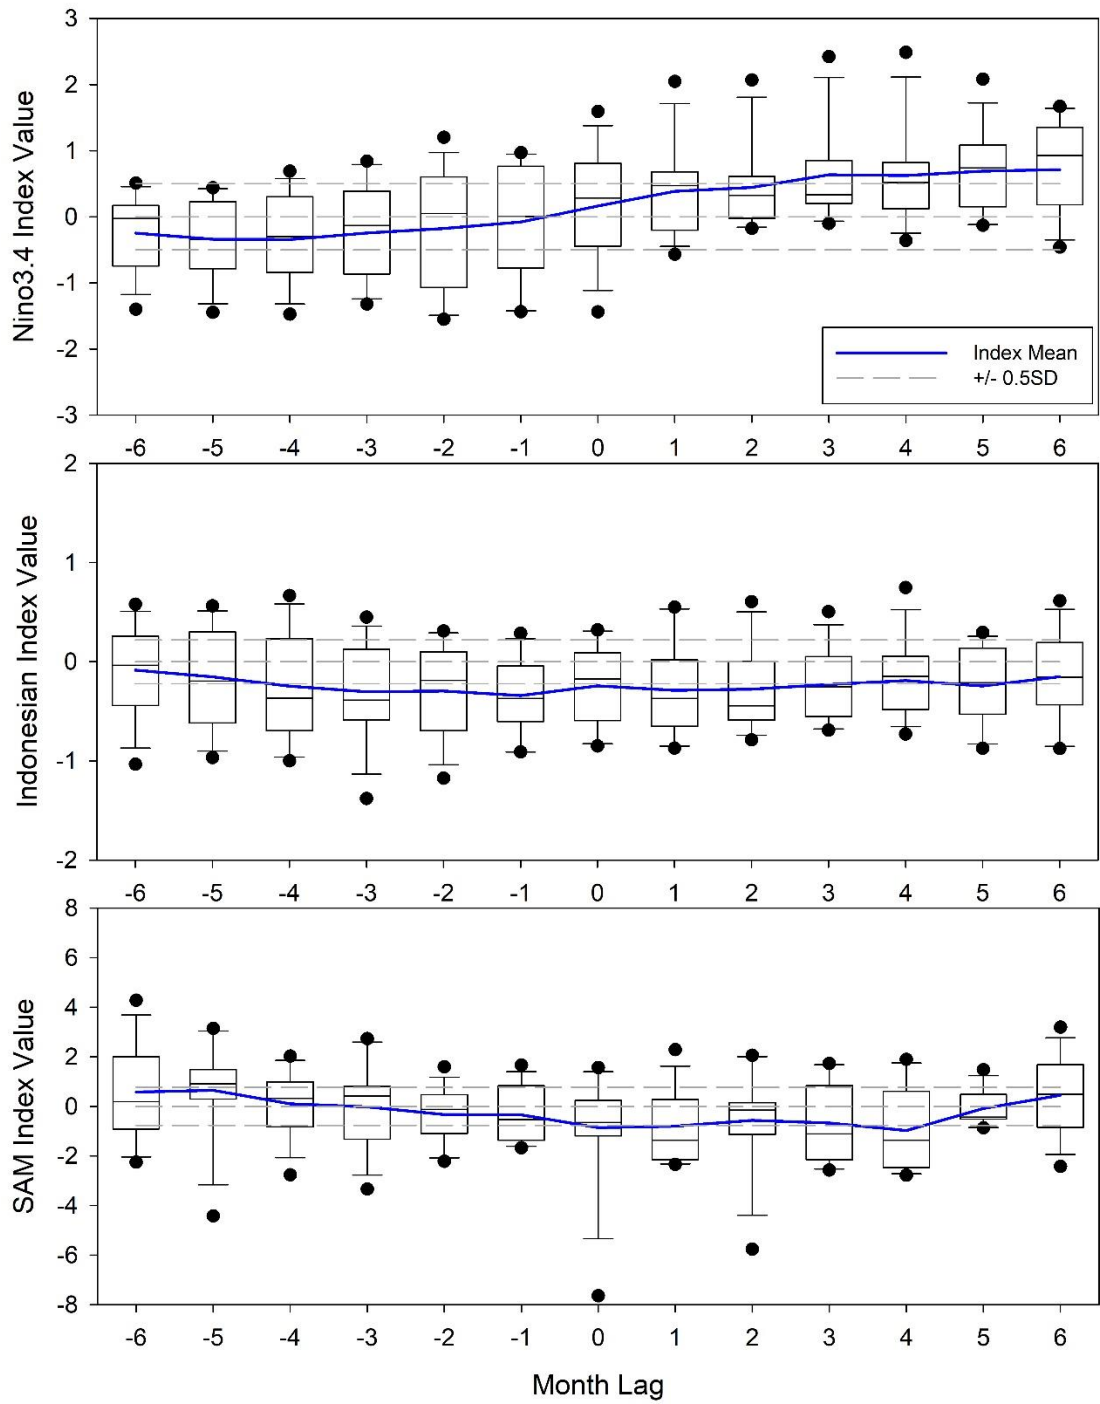 Nino3.4 Index Value
3
2
1
0
-1
-2
-3
Index Mean
+/- 0.5SD
-6 -5 -4 -3 -2 -1 0 1 2 3 4 5 6
Indonesian Index Value
2
1
0
-1
-2
-6 -5 -4 -3 -2 -1 0 1 2 3 4 5 6
SAM Index Value
8
6
4
2
0
-2
-4
-6
-8
-6 -5 -4 -3 -2 -1 0 1 2 3 4 5 6
Month Lag